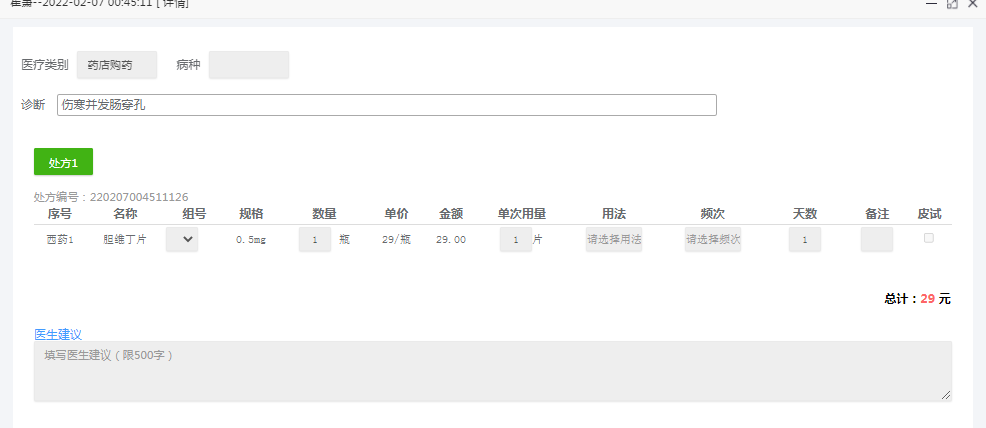 崔萧--2022-02-07 00:45:11 [ 详情]
医疗类别 药店购药 病种
诊断 伤寒并发肠穿孔
处方1
处方编号：220207004511126
序号 名称 组号 规格 数量 单价 金额 单次用量 用法 频次 天数 备注 皮试
西药1 胆维丁片 0.5mg 1 瓶 29/瓶 29.00 1 片 请选择用法 请选择频次 1
总计：29 元
医生建议
填写医生建议（限500字）